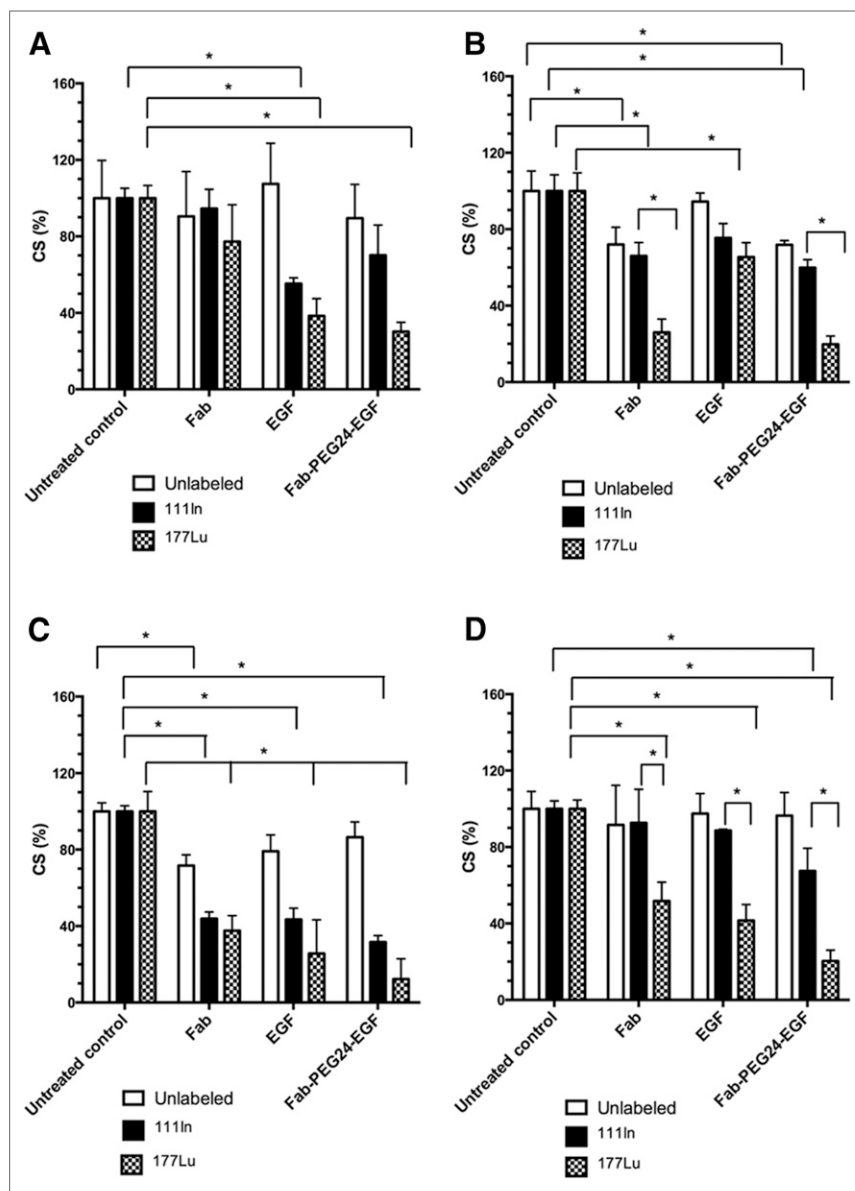 A
*
*
*
160
120
80
40
0
CS (%)
Untreated control
Fab
EGF
Fab-PEG24-EGF
Unlabeled
111In
177Lu
B
*
*
*
*
*
*
*
160
120
80
40
0
CS (%)
Untreated control
Fab
EGF
Fab-PEG24-EGF
Unlabeled
111In
177Lu
C
*
*
*
*
*
160
120
80
40
0
CS (%)
Untreated control
Fab
EGF
Fab-PEG24-EGF
Unlabeled
111In
177Lu
D
*
*
*
*
*
*
*
160
120
80
40
0
CS (%)
Untreated control
Fab
EGF
Fab-PEG24-EGF
Unlabeled
111In
177Lu